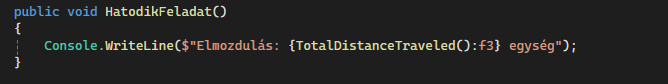 public void HatodikFeladat()
{
Console.WriteLine($"Elmozdulás: {TotalDistanceTraveled():f3} egység");
}